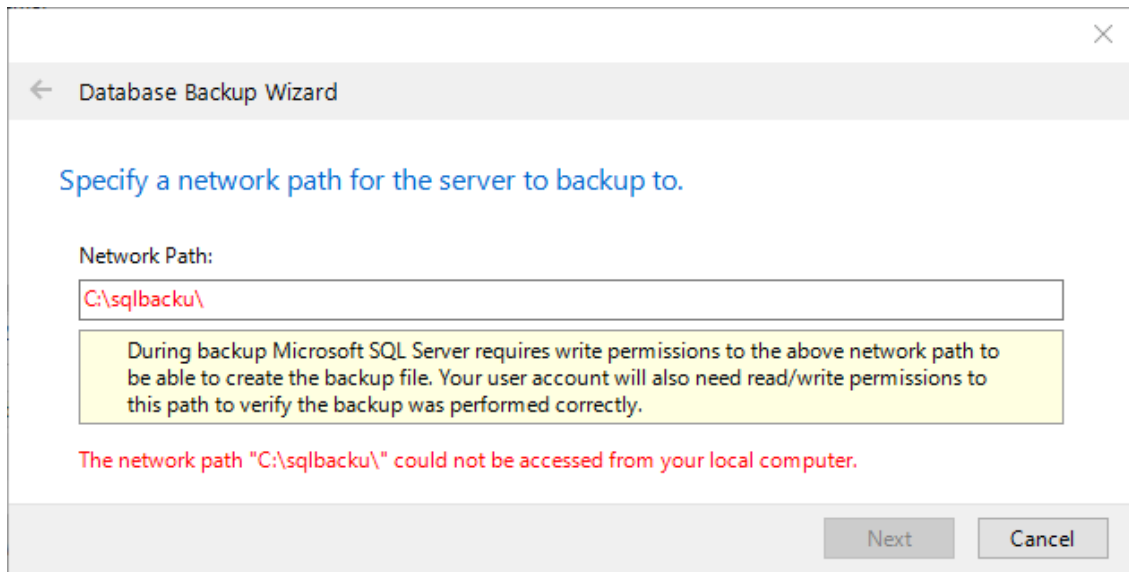 Database Backup Wizard
Specify a network path for the server to backup to.
Network Path:
C:\sqlbacku\
During backup Microsoft SQL Server requires write permissions to the above network path to
be able to create the backup file. Your user account will also need read/write permissions to
this path to verify the backup was performed correctly.
The network path "C:\sqlbacku\" could not be accessed from your local computer.
Next
Cancel